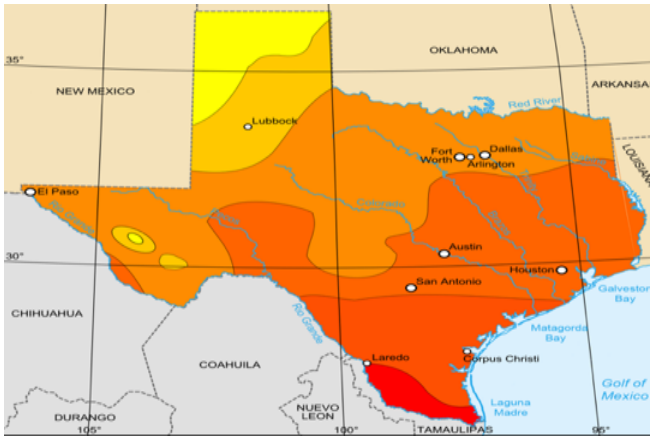 35°
OKLAHOMA
NEW MEXICO
ARKANSA
Red River
Lubbock
Fort
Worth
Dallas
Arlington
LOUISIANA
El Paso
Rio Grande
Colorado
30°
Austin
Houston
San Antonio
Galveston
Bay
CHIHUAHUA
Rio Grande
Matagorda
Bay
COAHUILA
Laredo
Corpus Christi
Gulf of
Mexico
DURANGO
NUEVO
LEON
Laguna
Madre
TAMAULIPAS
105°
100°
95°